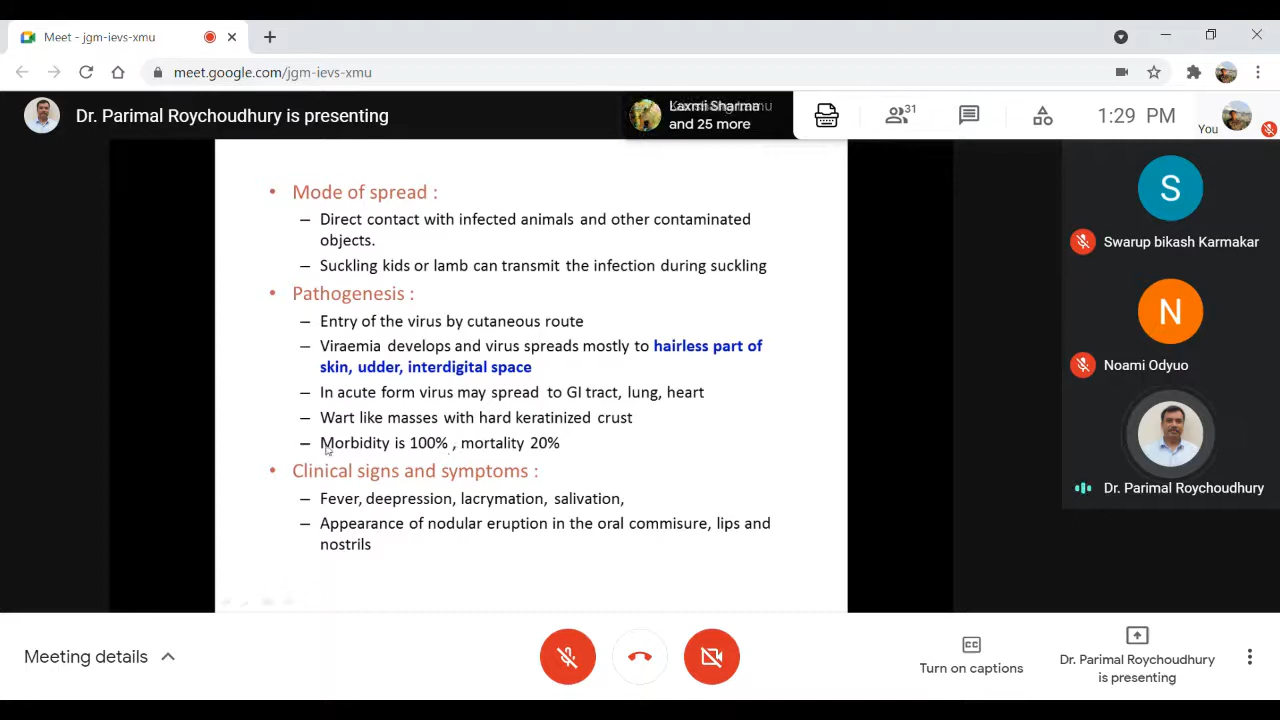 Meet - jgm-ievs-xmu
meet.google.com/jgm-ievs-xmu
Dr. Parimal Roychoudhury is presenting
Laxmi Sharma
and 25 more
31
1:29 PM
You
• Mode of spread :
– Direct contact with infected animals and other contaminated
objects.
– Suckling kids or lamb can transmit the infection during suckling
• Pathogenesis :
– Entry of the virus by cutaneous route
– Viraemia develops and virus spreads mostly to hairless part of
skin, udder, interdigital space
– In acute form virus may spread to GI tract, lung, heart
– Wart like masses with hard keratinized crust
– Morbidity is 100% , mortality 20%
• Clinical signs and symptoms :
– Fever, deepression, lacrymation, salivation,
– Appearance of nodular eruption in the oral commisure, lips and
nostrils
S
Swarup bikash Karmakar
N
Noami Odyuo
Dr. Parimal Roychoudhury
Meeting details
CC
Turn on captions
Dr. Parimal Roychoudhury
is presenting